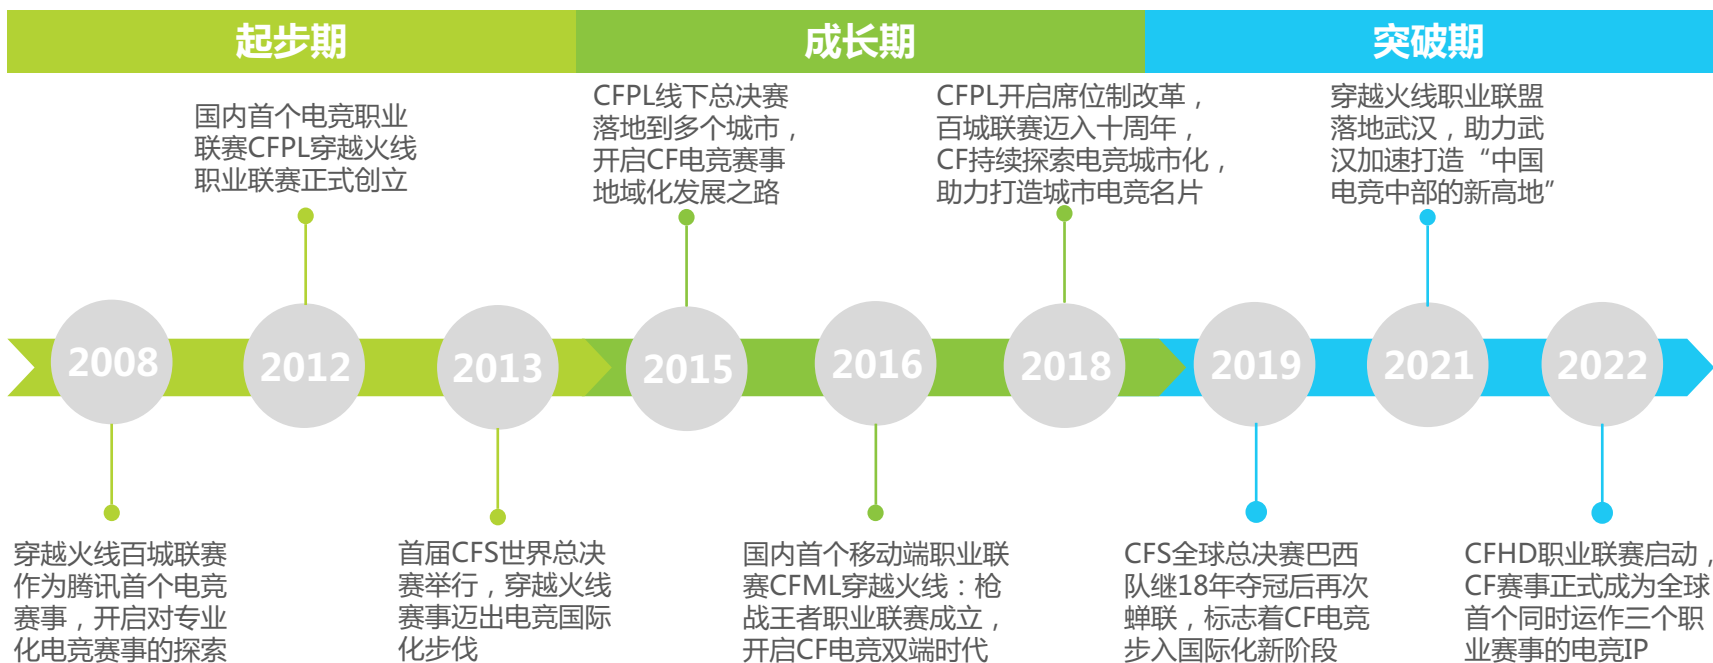 起步期
成长期
突破期
国内首个电竞职业
联赛CFPL穿越火线
职业联赛正式创立
CFPL线下总决赛
落地到多个城市，
开启CF电竞赛事
地域化发展之路
CFPL开启席位制改革，
百城联赛迈入十周年，
CF持续探索电竞城市化，
助力打造城市电竞名片
穿越火线职业联盟
落地武汉，助力武
汉加速打造“中国
电竞中部的新高地”
2008
2012
2013
2015
2016
2018
2019
2021
2022
穿越火线百城联赛
作为腾讯首个电竞
赛事，开启对专业
化电竞赛事的探索
首届CFS世界总决
赛举行，穿越火线
赛事迈出电竞国际
化步伐
国内首个移动端职业联
赛CFML穿越火线：枪
战王者职业联赛成立，
开启CF电竞双端时代
CFS全球总决赛巴西
队继18年夺冠后再次
蝉联，标志着CF电竞
步入国际化新阶段
CFHD职业联赛启动，
CF赛事正式成为全球
首个同时运作三个职
业赛事的电竞IP